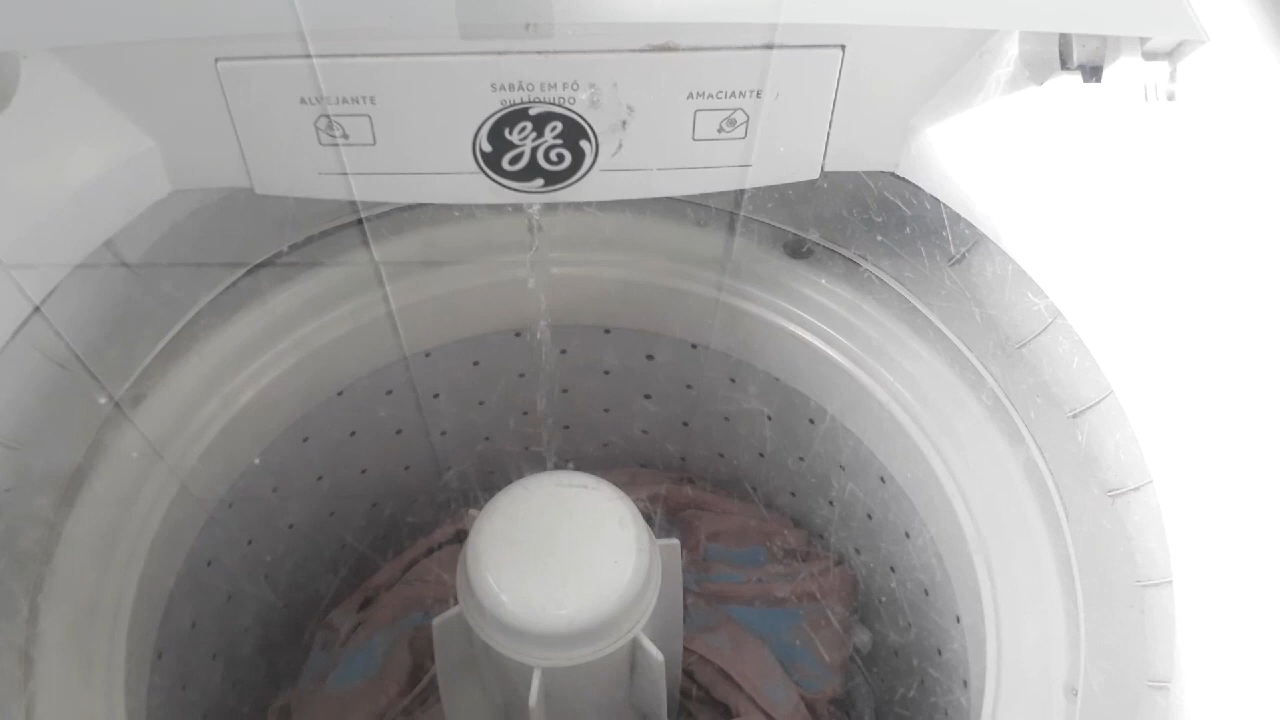 SABÃO EM PÓ
ALVEJANTE
ou LÍQUIDO
AMACIANTE
GE